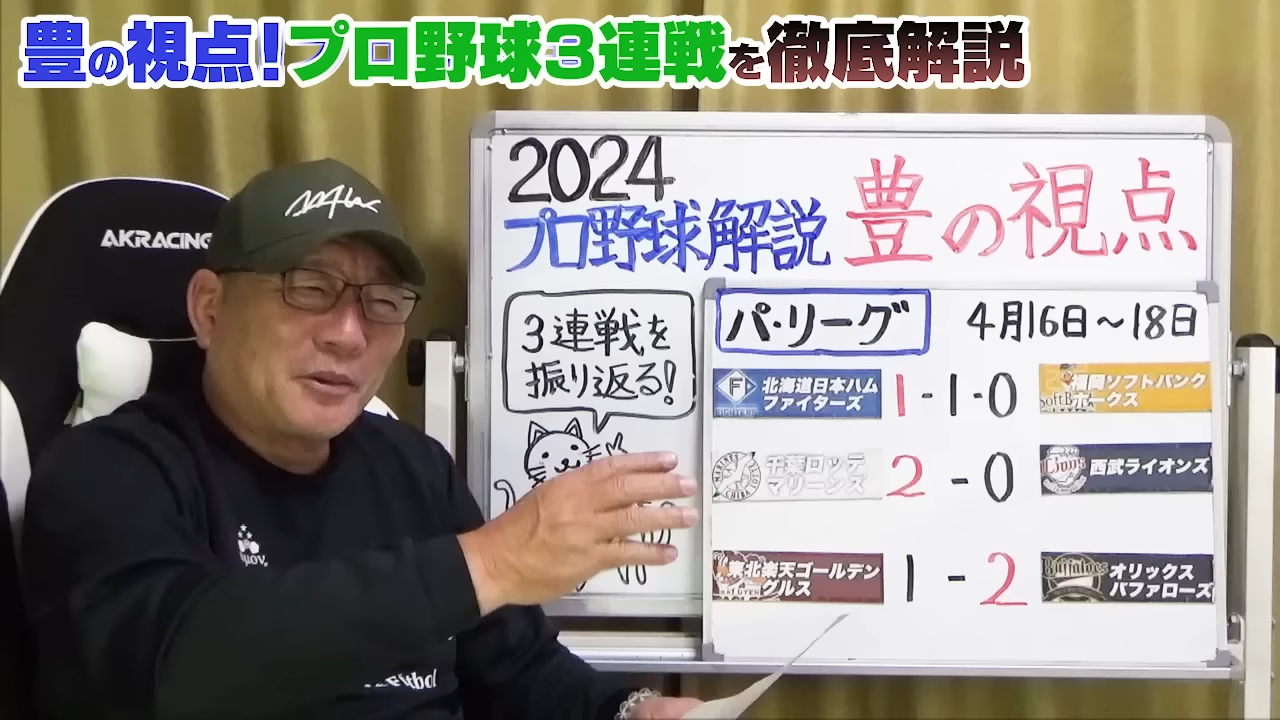 豊の視点!プロ野球3連戦を徹底解説
AKRACING
2024
プロ野球解説 豊の視点
3連戦を
振り返る!
パ・リーグ 4月16日～18日
北海道日本ハム
ファイターズ
FIGHTERS
1-1-0
福岡ソフトバンク
ホークス
千葉ロッテ
マリーンズ
MARINES
CHIBA
2-0
Lions
西武ライオンズ
東北楽天ゴールデン
グルス
1-2
Buffaloes
オリックス
バファローズ